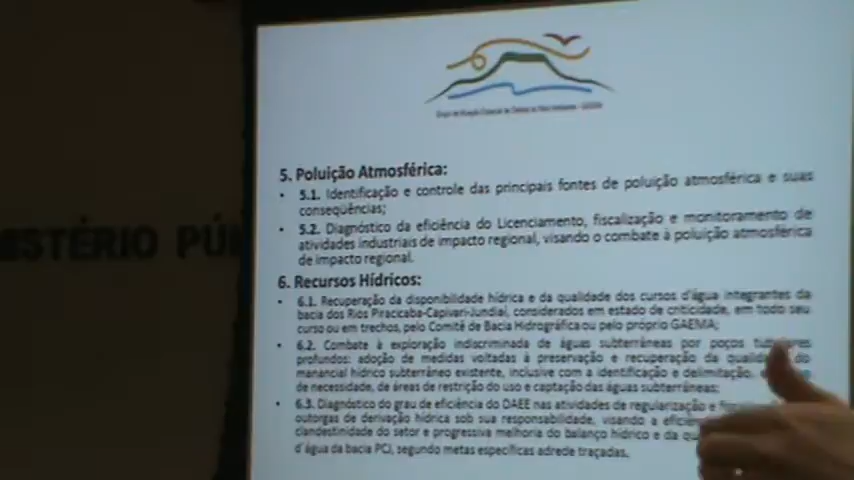 ISTÉRIO PÚ
5. Poluição Atmosférica:
• 5.1. Identificação e controle das principais fontes de poluição atmosférica e suas
conseqüências;
• 5.2. Diagnóstico da eficiência do Licenciamento, fiscalização e monitoramento de
atividades industriais de impacto regional, visando o combate à poluição atmosférica
de impacto regional.
6. Recursos Hídricos:
• 6.1. Recuperação da disponibilidade hídrica e da qualidade dos cursos d'água integrantes da
bacia dos Rios Piracicaba-Capivari-Jundiaí, considerados em estado de criticidade, em todo seu
curso ou em trechos, pelo Comitê de Bacia Hidrográfica ou pelo próprio GAEMA;
• 6.2. Combate à exploração indiscriminada de águas subterrâneas por poços
profundos: adoção de medidas voltadas à preservação e recuperação da do
manancial hídrico subterrâneo existente, inclusive com a identificação e delimitação,
de necessidade, de áreas de restrição do uso e captação das águas subterrâneas;
• 6.3. Diagnóstico do grau de eficiência do DAEE nas atividades de regularização e
outorgas de derivação hídrica sob sua responsabilidade, visando a
clandestinidade do setor e progressiva melhoria do balanço hídrico e da
d'água da bacia PCJ, segundo metas específicas adrede traçadas.